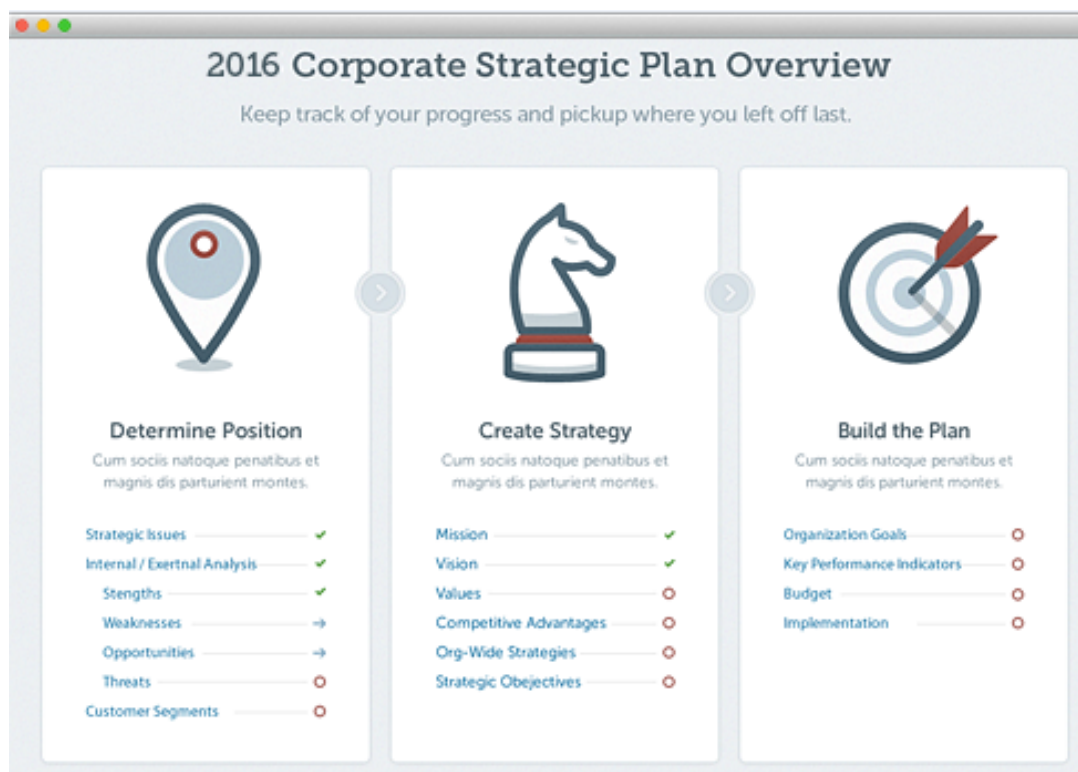 2016 Corporate Strategic Plan Overview
Keep track of your progress and pickup where you left off last.
Determine Position
Cum sociis natoque penatibus et
magnis dis parturient montes.
Strategic Issues
Internal / Exertnal Analysis
Stengths
Weaknesses
Opportunities
Threats
Customer Segments
Create Strategy
Cum sociis natoque penatibus et
magnis dis parturient montes.
Mission
Vision
Values
Competitive Advantages
Org-Wide Strategies
Strategic Obejectives
Build the Plan
Cum sociis natoque penatibus et
magnis dis parturient montes.
Organization Goals
Key Performance Indicators
Budget
Implementation